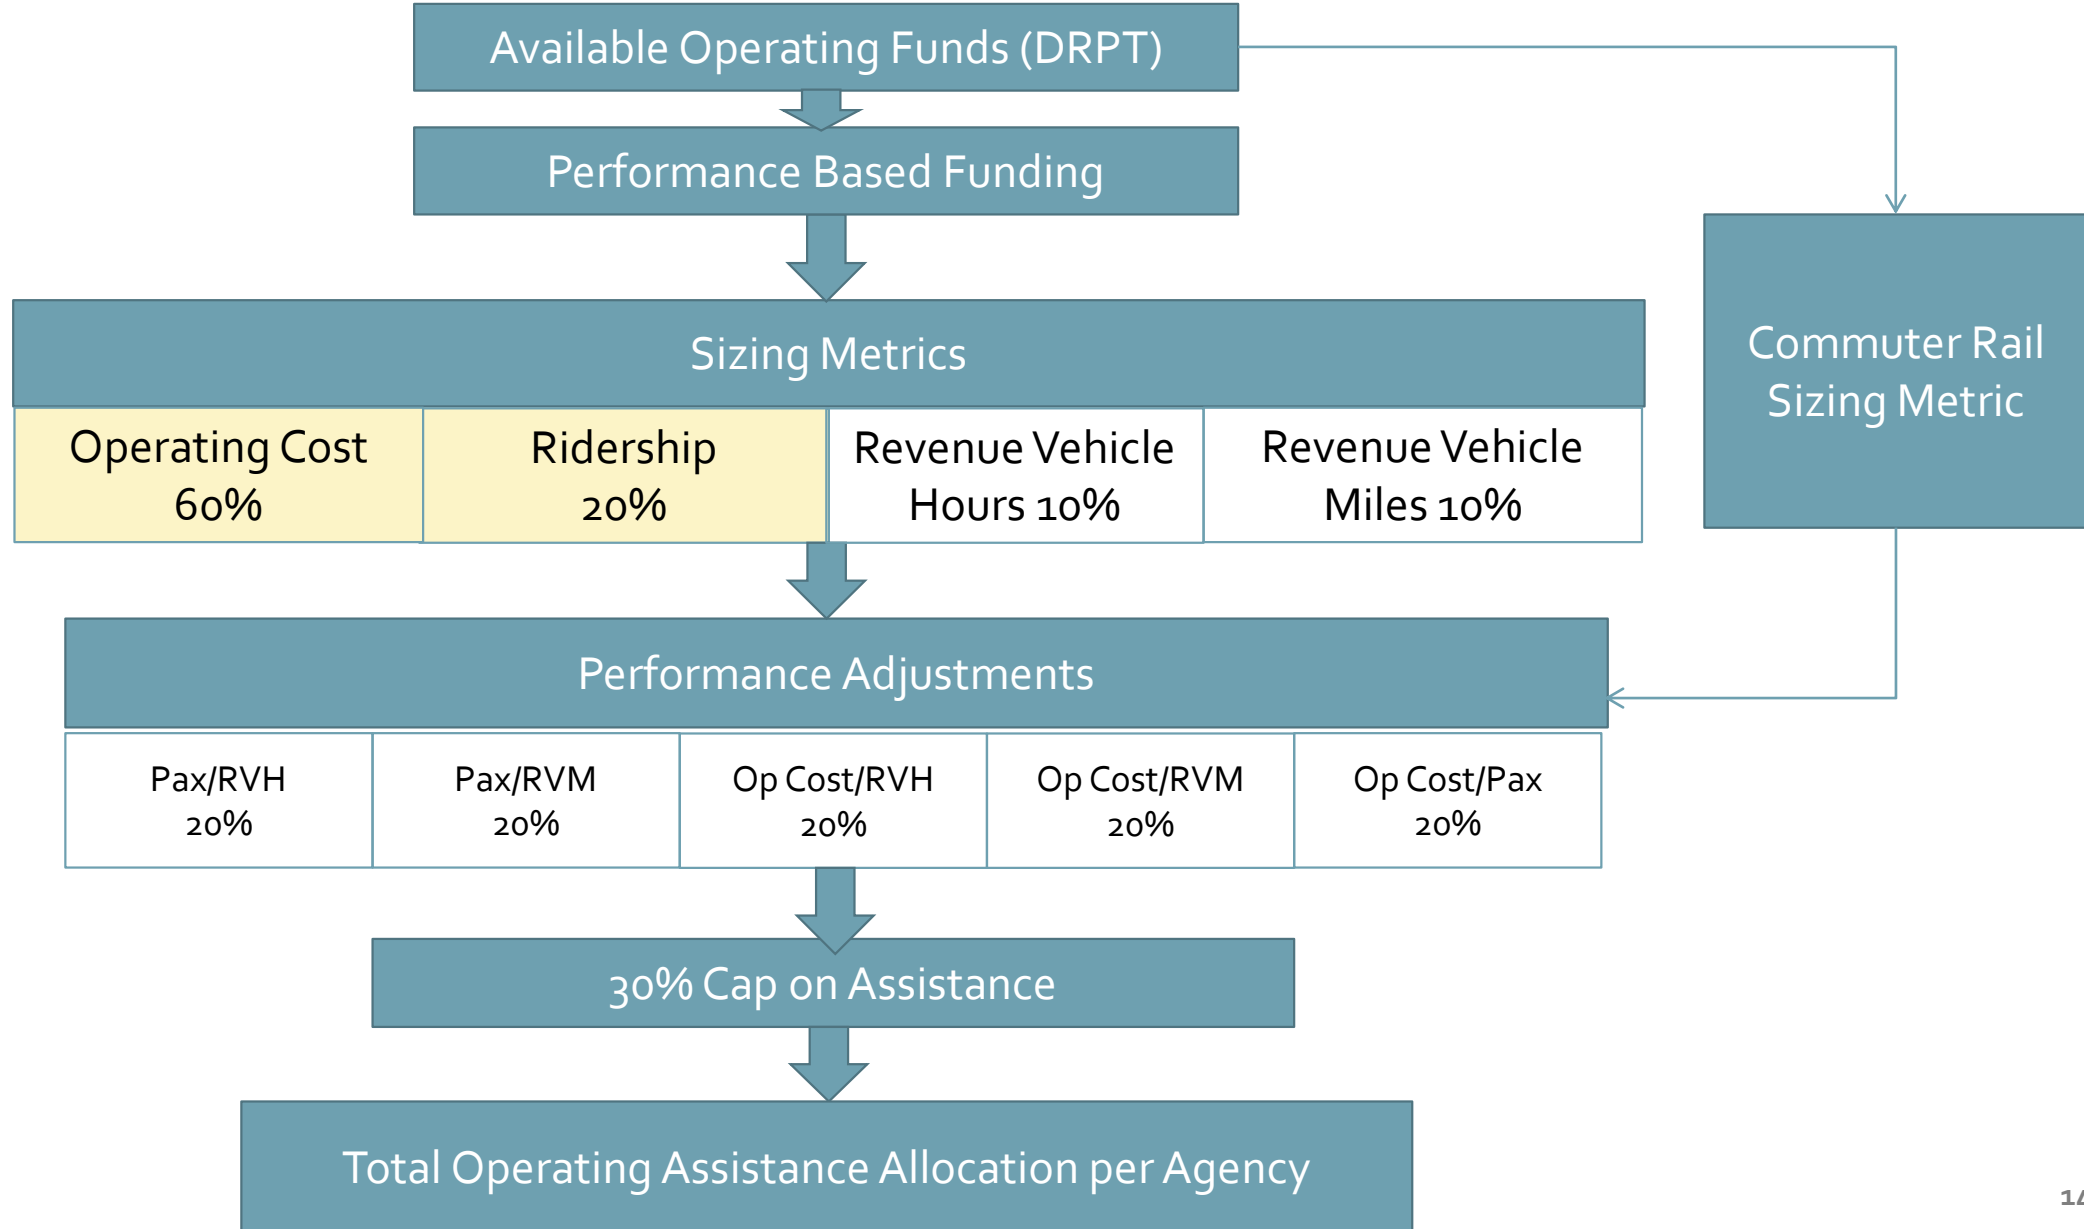 Available Operating Funds (DRPT)
Performance Based Funding
Sizing Metrics
Commuter Rail
Sizing Metric
Operating Cost
60%
Ridership
20%
Revenue Vehicle
Hours 10%
Revenue Vehicle
Miles 10%
Performance Adjustments
Pax/RVH
20%
Pax/RVM
20%
Op Cost/RVH
20%
Op Cost/RVM
20%
Op Cost/Pax
20%
30% Cap on Assistance
Total Operating Assistance Allocation per Agency